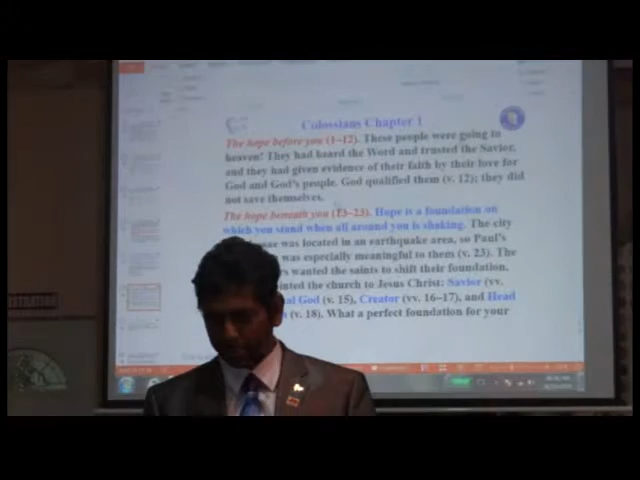 Colossians Chapter 1
The hope before you (1–12). These people were going to
heaven! They had heard the Word and trusted the Savior,
and they had given evidence of their faith by their love for
God and God's people. God qualified them (v. 12); they did
not save themselves.
The hope beneath you (13–23). Hope is a foundation on
which you stand when all around you is shaking. The city
was located in an earthquake area, so Paul's
was especially meaningful to them (v. 23). The
wanted the saints to shift their foundation,
the church to Jesus Christ: Savior (vv.
God (v. 15), Creator (vv. 16–17), and Head
(v. 18). What a perfect foundation for your